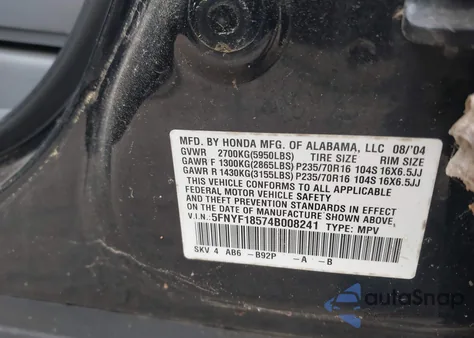 MFD. BY HONDA MFG. OF ALABAMA, LLC 08/'04
GVWR 2700KG(5950LBS) TIRE SIZE RIM SIZE
GAWR F 1300KG(2865LBS) P235/70R16 104S 16X6.5JJ
GAWR R 1430KG(3155LBS) P235/70R16 104S 16X6.5JJ
THIS VEHICLE CONFORMS TO ALL APPLICABLE
FEDERAL MOTOR VEHICLE SAFETY
AND THEFT PREVENTION STANDARDS IN EFFECT ON
THE DATE OF MANUFACTURE SHOWN ABOVE.
V.I.N.: 5FNYF18574B008241 TYPE: MPV
SKV 4 AB6 -B92P -A -B
autoSnap